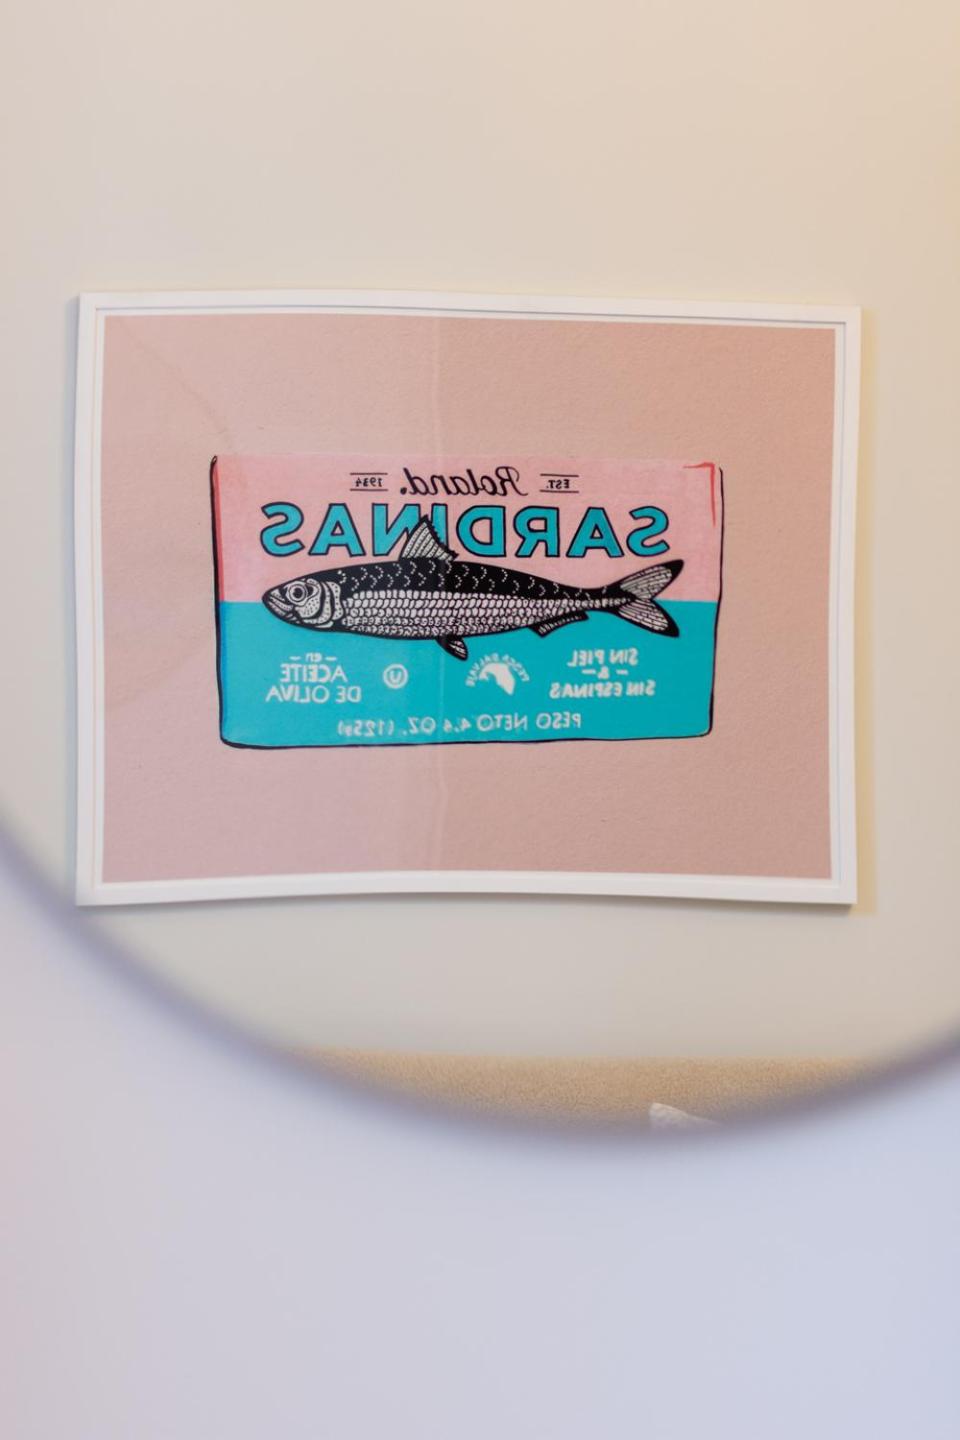 EST. Roland. 1934
SARDINAS
SIN PIEL
&
SIN ESPINAS
PESCA SALVAJE
U
en
ACEITE
DE OLIVA
PESO NETO 4.4 OZ. (125g)